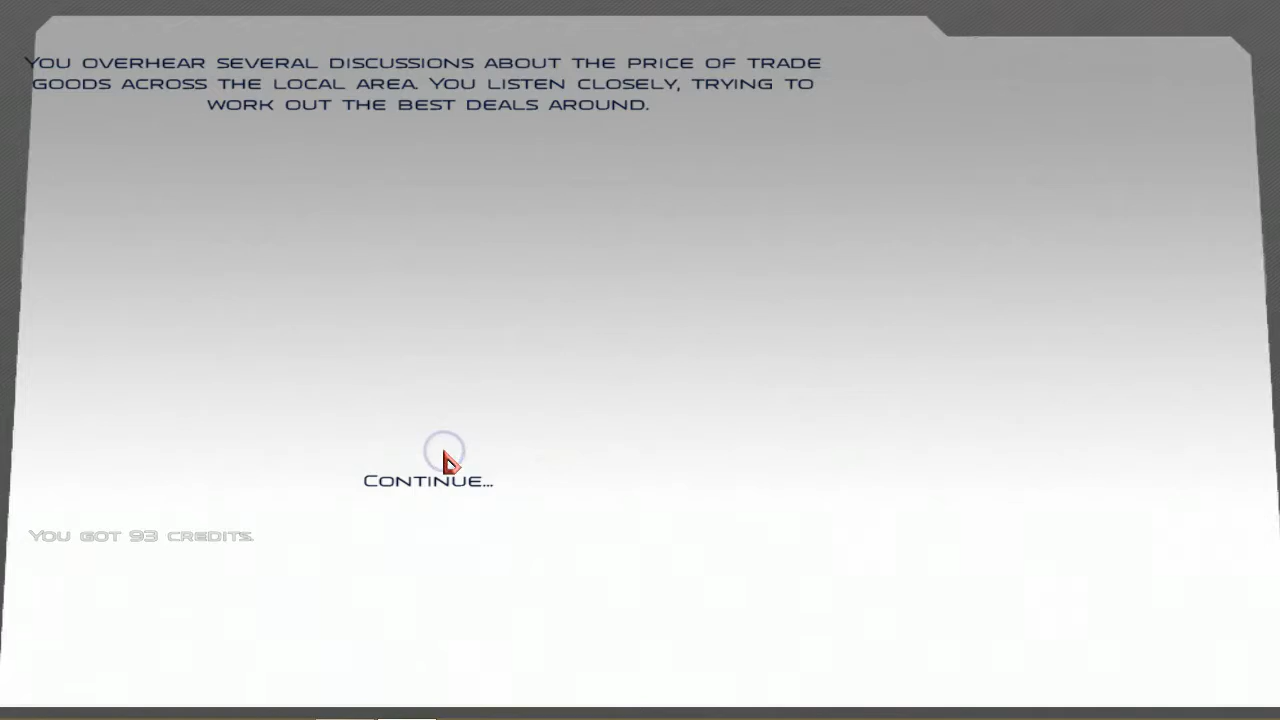 You overhear several discussions about the price of trade
goods across the local area. You listen closely, trying to
work out the best deals around.
Continue...
You got 93 credits.